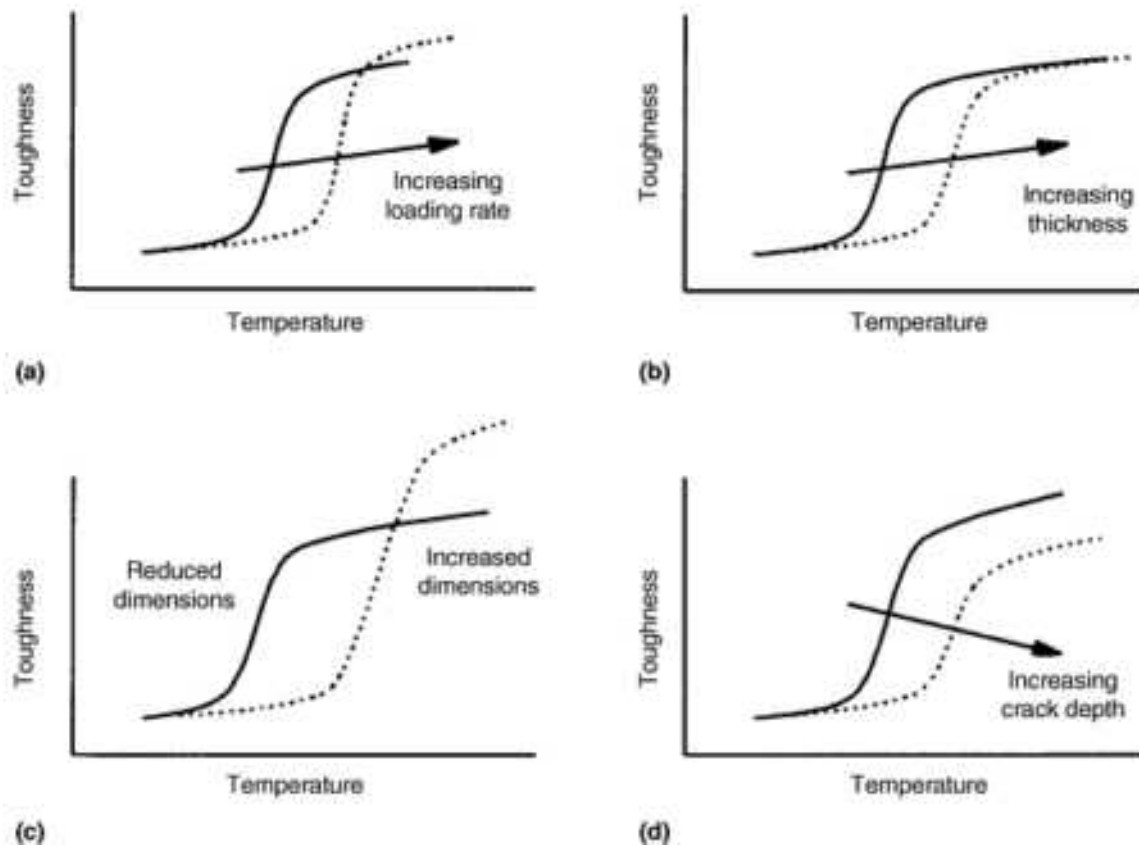 Toughness
Increasing
loading rate
Temperature
(a)
Toughness
Increasing
thickness
Temperature
(b)
Toughness
Reduced
dimensions
Increased
dimensions
Temperature
(c)
Toughness
Increasing
crack depth
Temperature
(d)